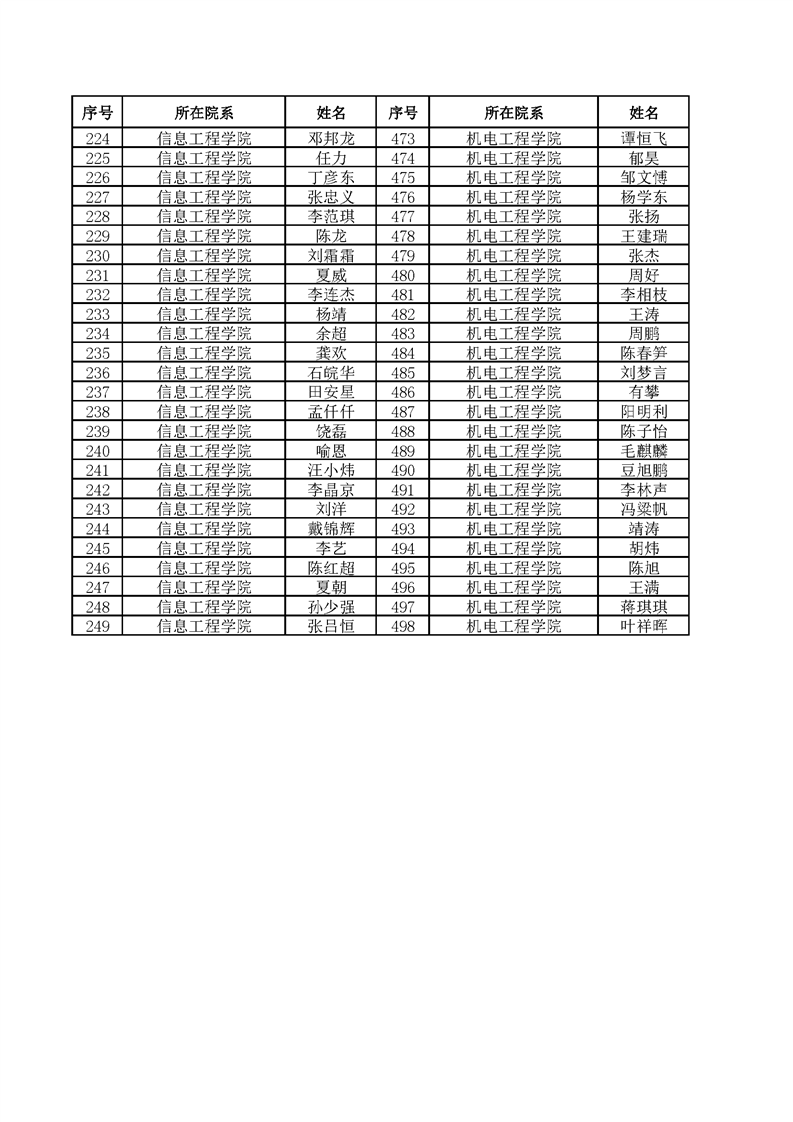 序号 所在院系 姓名 序号 所在院系 姓名
224 信息工程学院 邓邦龙 473 机电工程学院 谭恒飞
225 信息工程学院 任力 474 机电工程学院 郁昊
226 信息工程学院 丁彦东 475 机电工程学院 邹文愽
227 信息工程学院 张忠义 476 机电工程学院 杨学东
228 信息工程学院 李范琪 477 机电工程学院 张扬
229 信息工程学院 陈龙 478 机电工程学院 王建瑞
230 信息工程学院 刘霜霜 479 机电工程学院 张杰
231 信息工程学院 夏威 480 机电工程学院 周好
232 信息工程学院 李连杰 481 机电工程学院 李相枝
233 信息工程学院 杨靖 482 机电工程学院 王涛
234 信息工程学院 余超 483 机电工程学院 周鹏
235 信息工程学院 龚欢 484 机电工程学院 陈春笋
236 信息工程学院 石皖华 485 机电工程学院 刘梦言
237 信息工程学院 田安星 486 机电工程学院 有攀
238 信息工程学院 孟仟仟 487 机电工程学院 阳明利
239 信息工程学院 饶磊 488 机电工程学院 陈子怡
240 信息工程学院 喻恩 489 机电工程学院 毛麒麟
241 信息工程学院 汪小炜 490 机电工程学院 豆旭鹏
242 信息工程学院 李晶京 491 机电工程学院 李林声
243 信息工程学院 刘洋 492 机电工程学院 冯梁帆
244 信息工程学院 戴锦辉 493 机电工程学院 靖涛
245 信息工程学院 李艺 494 机电工程学院 胡炜
246 信息工程学院 陈红超 495 机电工程学院 陈旭
247 信息工程学院 夏朝 496 机电工程学院 王满
248 信息工程学院 孙少强 497 机电工程学院 蒋琪琪
249 信息工程学院 张吕恒 498 机电工程学院 叶祥晖